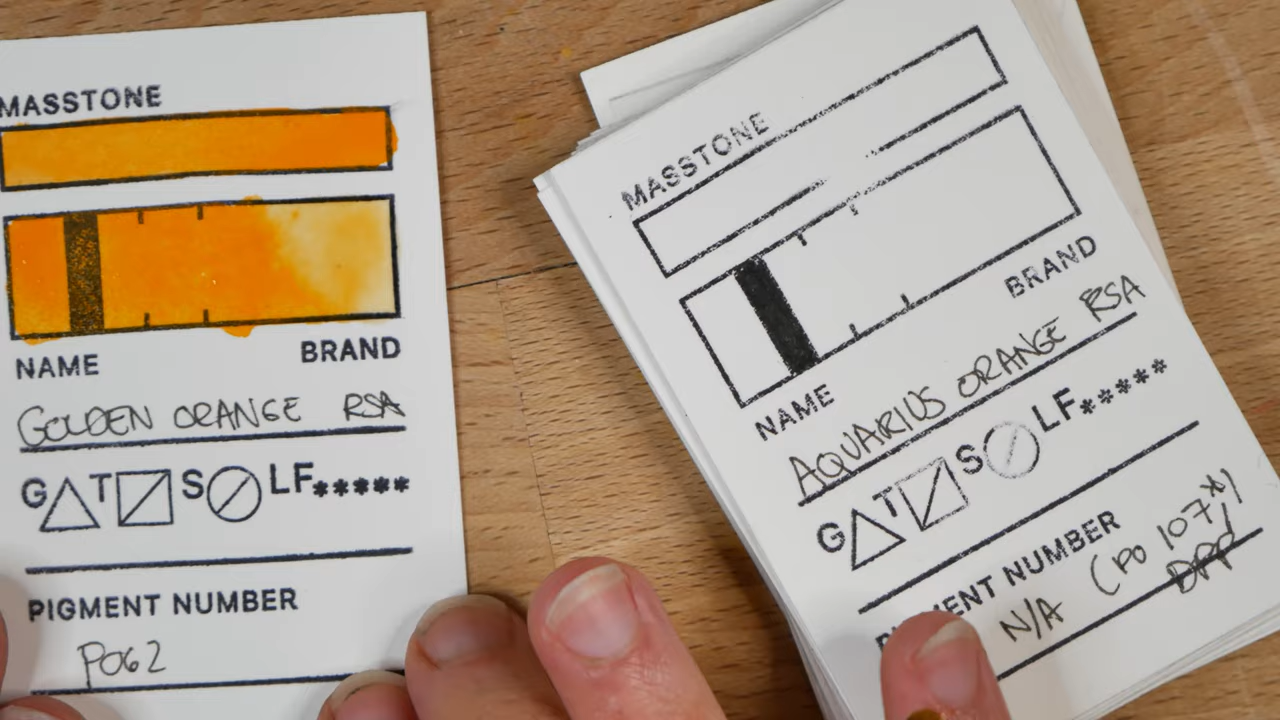 MASSTONE
NAME BRAND
GOLDEN ORANGE RSA
G T S LF*****
PIGMENT NUMBER
PO62
MASSTONE
NAME BRAND
AQUARIUS ORANGE RSA
G T S LF*****
PIGMENT NUMBER
N/A (PO 107*)
DPP